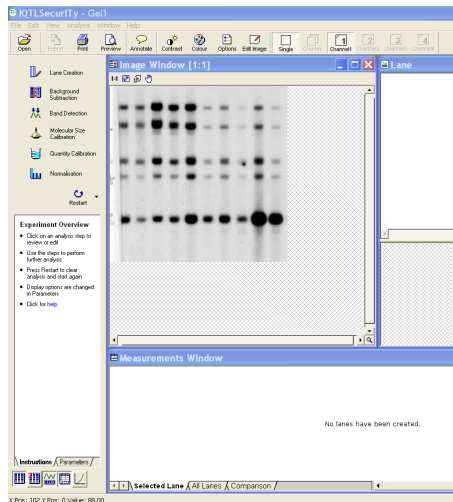 IQTLSecurITy - Gel1
File Edit View Analysis Window Help
Open Export Print Preview Annotate Contrast Colour Options Edit Image Single Overlay Channel1 Channel2 Channel3 Channel4
Image Window [1:1]
Lane
1:1
Lane Creation
Background
Subtraction
Band Detection
Molecular Size
Calibration
Quantity Calibration
Normalisation
Restart
Experiment Overview
• Click on an analysis step to
review or edit
• Use the steps to perform
further analysis
• Press Restart to clear
analysis and start again
• Display options are changed
in Parameters
• Click for help
Measurements Window
No lanes have been created.
Instructions Parameters
Selected Lane All Lanes Comparison
X Pos: 102 Y Pos: 0 Value: 88.00